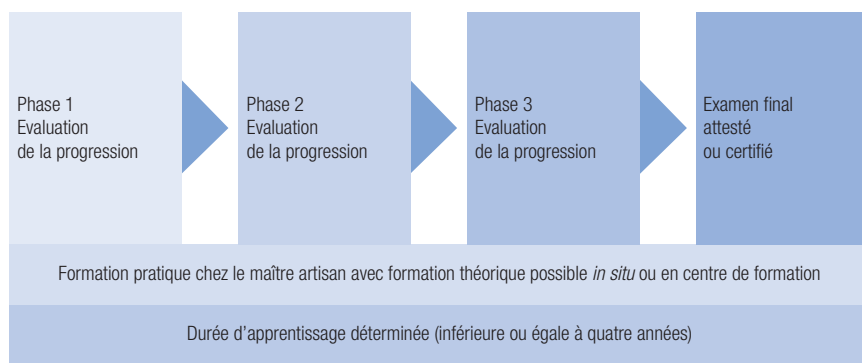 Phase 1
Evaluation
de la progression
Phase 2
Evaluation
de la progression
Phase 3
Evaluation
de la progression
Examen final
attesté
ou certifié
Formation pratique chez le maître artisan avec formation théorique possible in situ ou en centre de formation
Durée d’apprentissage déterminée (inférieure ou égale à quatre années)